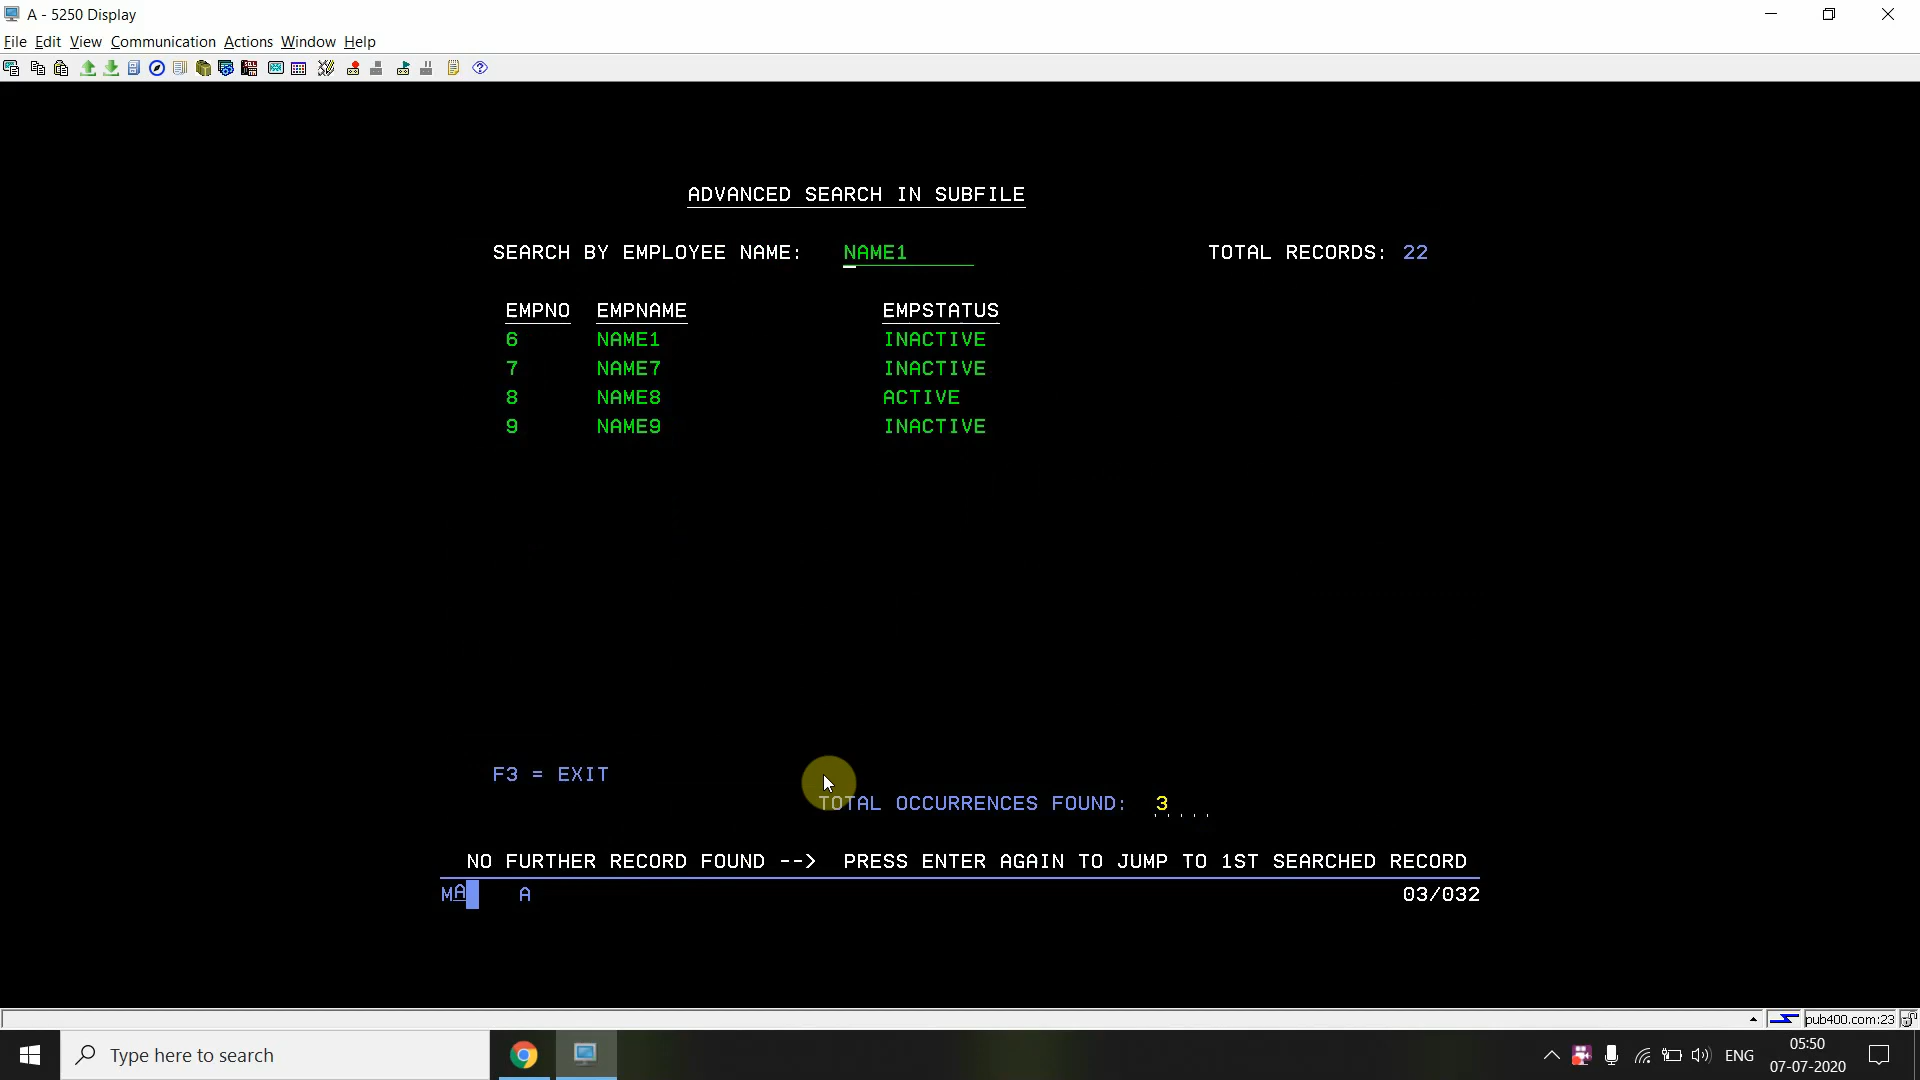 A - 5250 Display
File Edit View Communication Actions Window Help
ADVANCED SEARCH IN SUBFILE
SEARCH BY EMPLOYEE NAME: NAME1 TOTAL RECORDS: 22
EMPNO EMPNAME EMPSTATUS
6 NAME1 INACTIVE
7 NAME7 INACTIVE
8 NAME8 ACTIVE
9 NAME9 INACTIVE
F3 = EXIT
TOTAL OCCURRENCES FOUND: 3
NO FURTHER RECORD FOUND --> PRESS ENTER AGAIN TO JUMP TO 1ST SEARCHED RECORD
MA A 03/032
pub400.com:23
Type here to search
ENG
05:50
07-07-2020